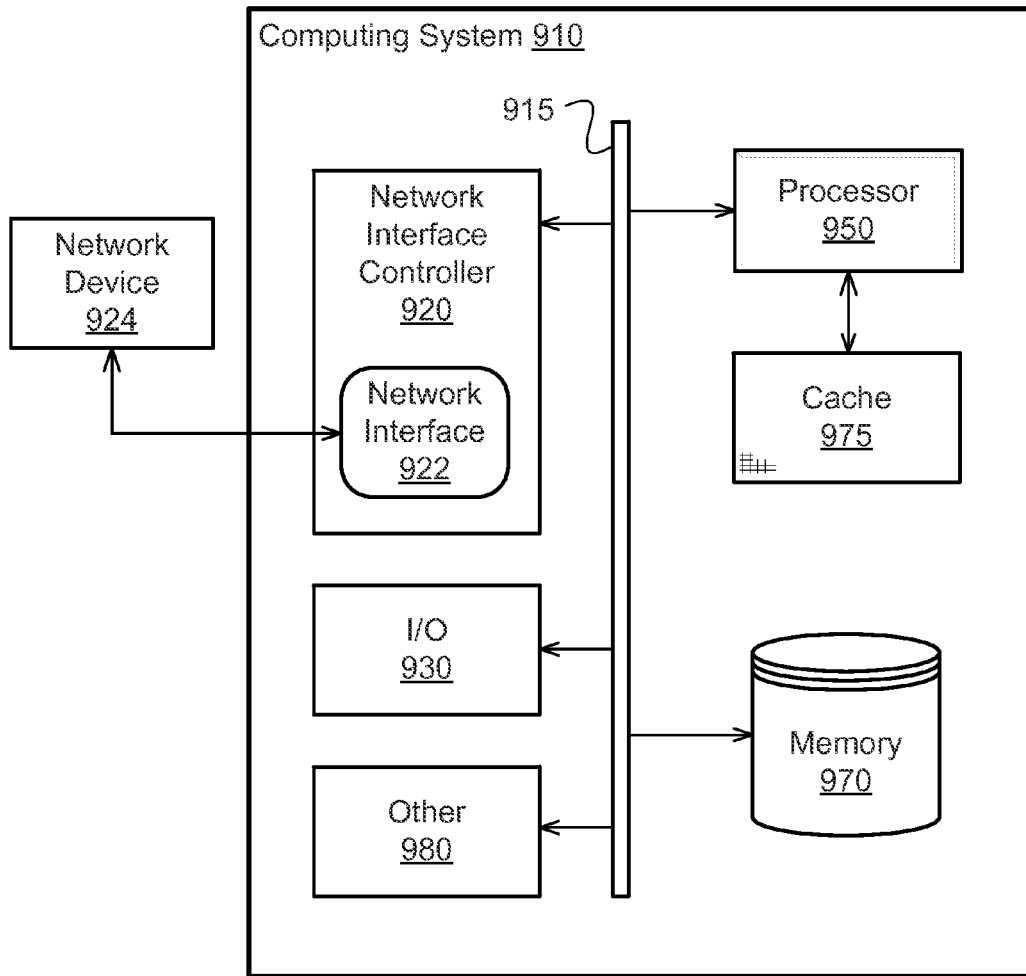 Computing System 910
915
Network
Interface
Controller
920
Network
Interface
922
Network
Device
924
Processor
950
Cache
975
I/O
930
Memory
970
Other
980